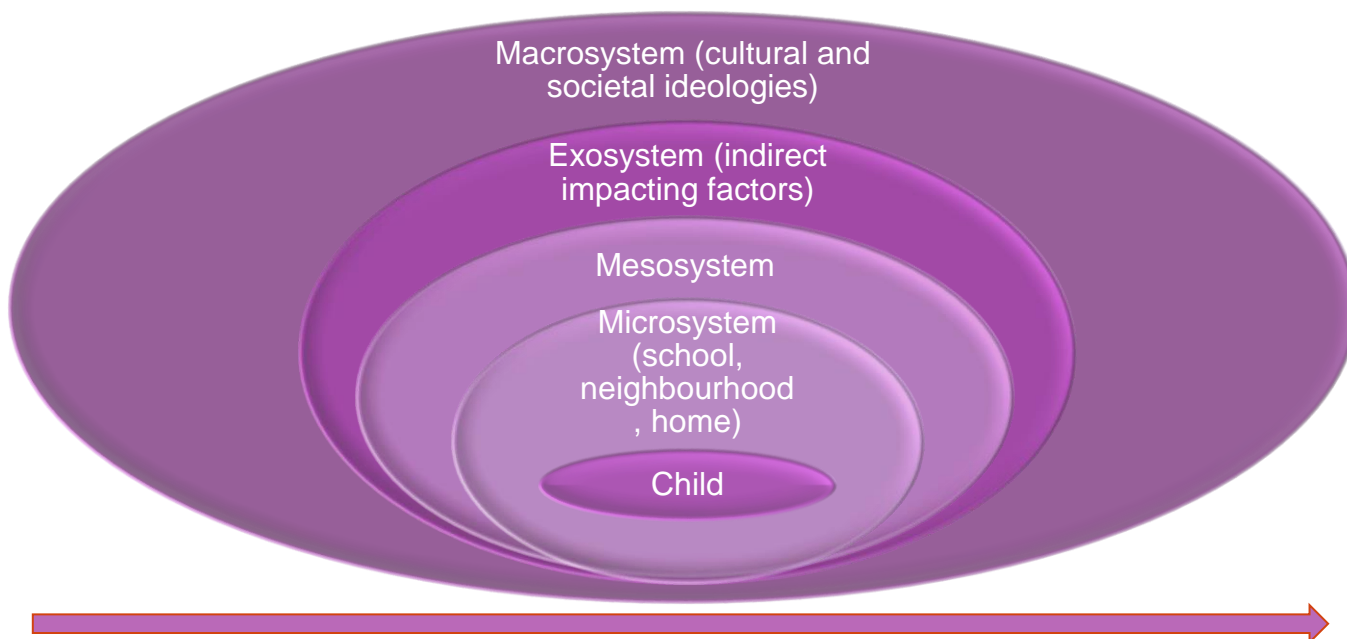 Macrosystem (cultural and
societal ideologies)
Exosystem (indirect
impacting factors)
Mesosystem
Microsystem
(school,
neighbourhood
, home)
Child